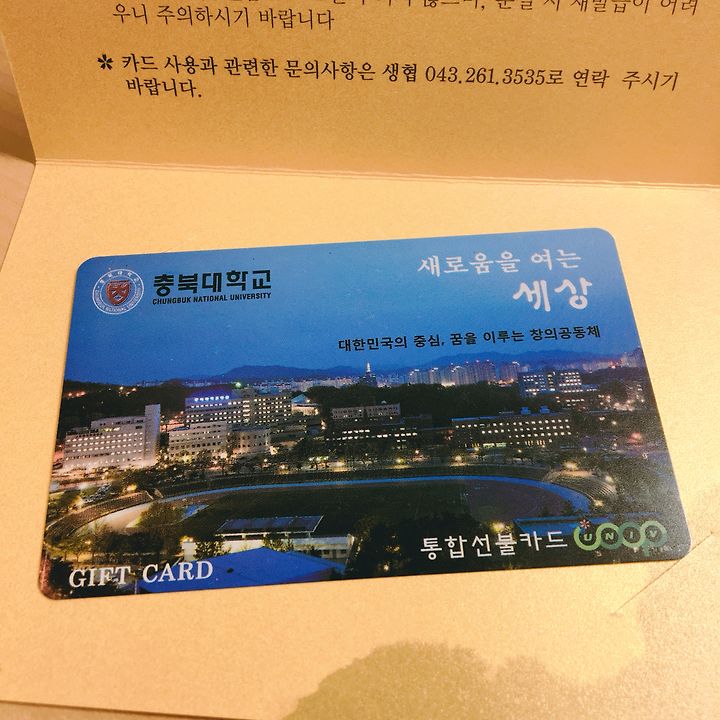 우니 주의하시기 바랍니다
✽ 카드 사용과 관련한 문의사항은 생협 043.261.3535로 연락 주시기
바랍니다.
충북대학교
CHUNGBUK NATIONAL UNIVERSITY
새로움을 여는
세상
대한민국의 중심, 꿈을 이루는 창의공동체
통합선불카드 UNIV
GIFT CARD